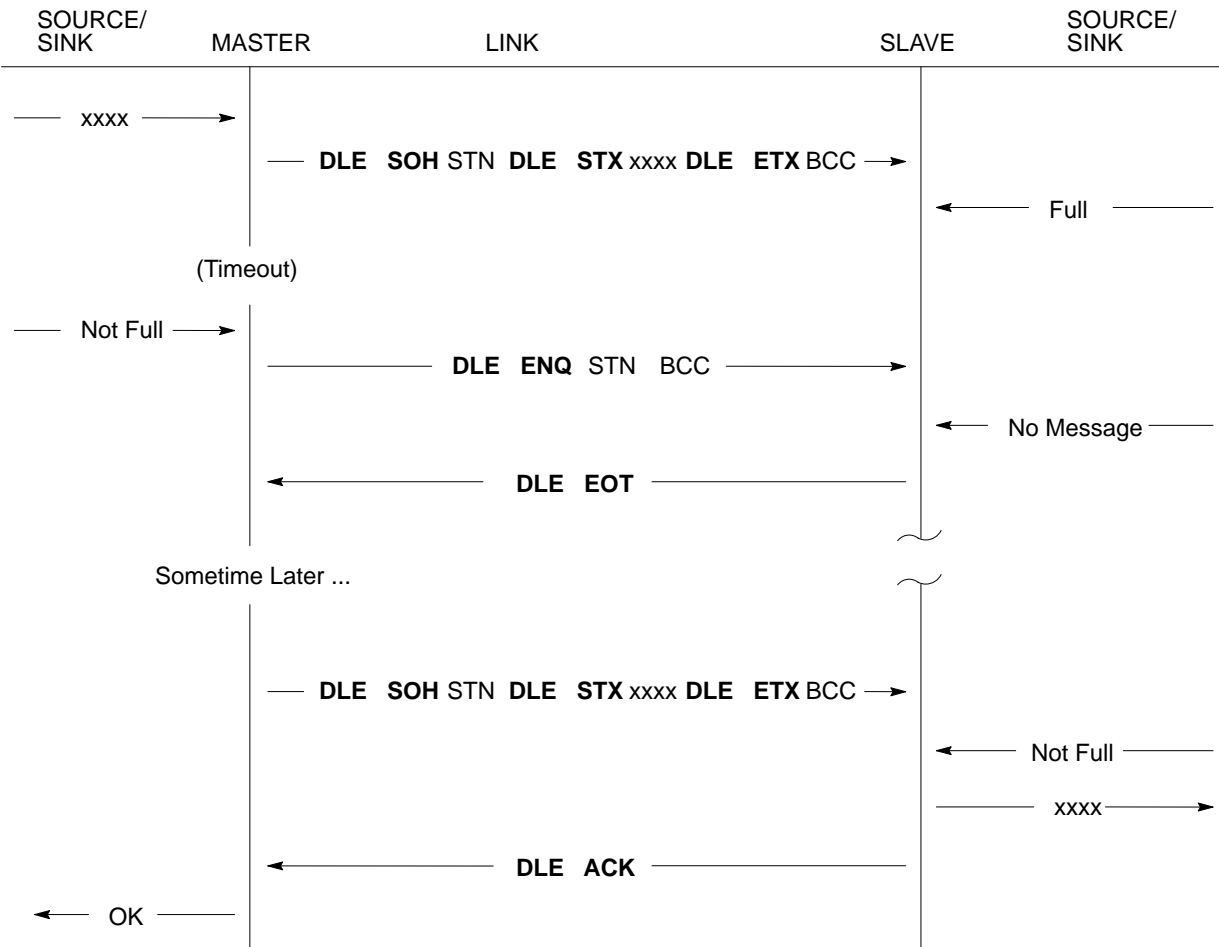 SOURCE/
SINK
MASTER
LINK
SLAVE
SOURCE/
SINK
xxxx
DLE SOH STN DLE STX xxxx DLE ETX BCC
Full
(Timeout)
Not Full
DLE ENQ STN BCC
No Message
DLE EOT
Sometime Later ...
DLE SOH STN DLE STX xxxx DLE ETX BCC
Not Full
xxxx
DLE ACK
OK